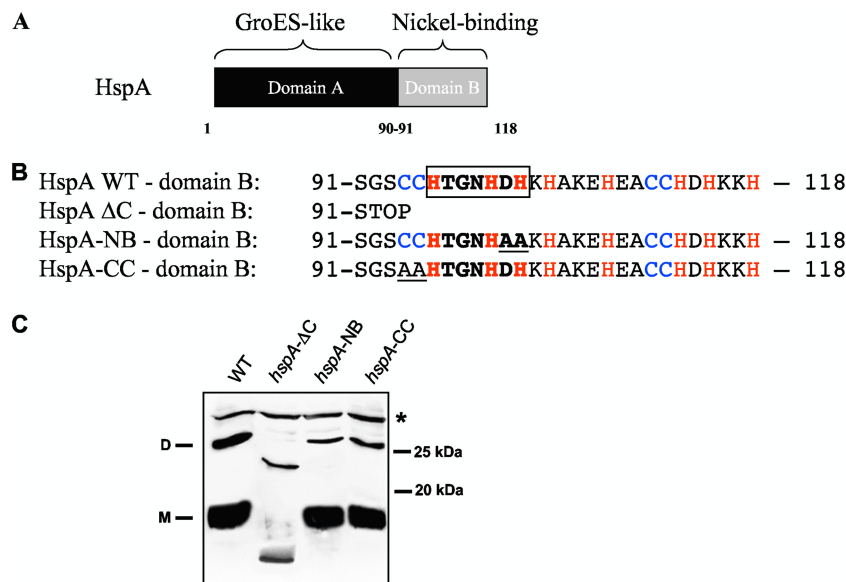 A
GroES-like Nickel-binding
HspA Domain A Domain B
1 90-91 118
B
HspA WT - domain B: 91-SGSCCHTGNHDHKHAKEHEACCHDHKKH – 118
HspA ΔC - domain B: 91-STOP
HspA-NB - domain B: 91-SGSCCHTGNHAAKHAKEHEACCHDHKKH – 118
HspA-CC - domain B: 91-SGSAAHTGNHDHKHAKEHEACCHDHKKH – 118
C
WT hspA-ΔC hspA-NB hspA-CC
*
D
25 kDa
20 kDa
M